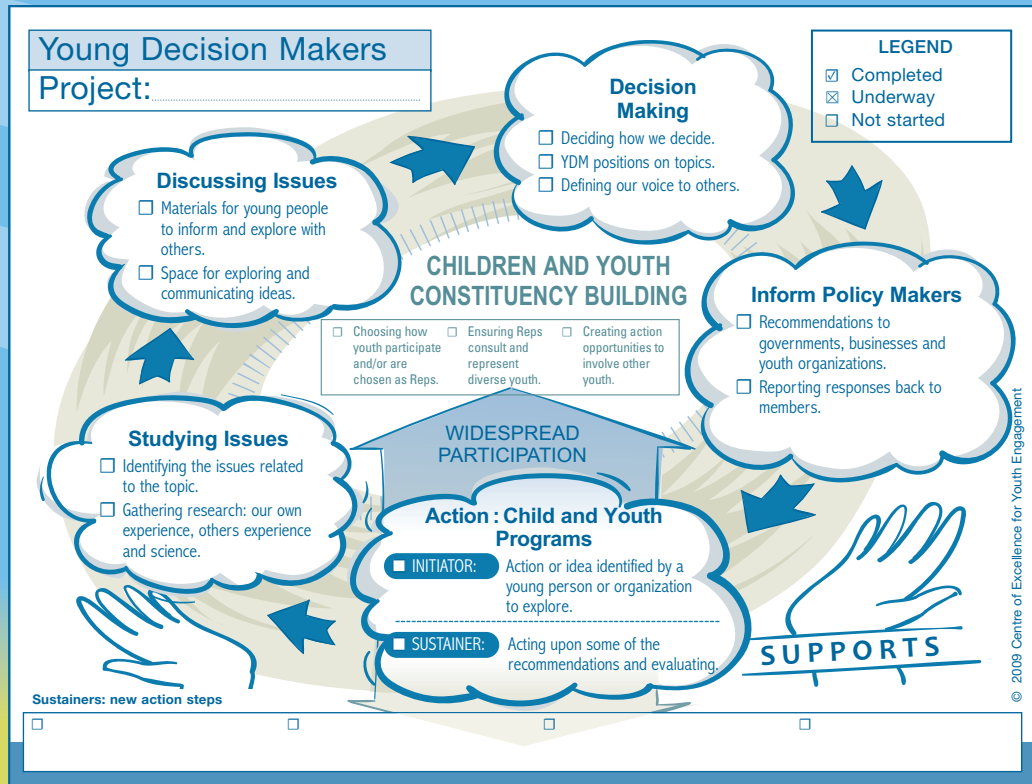 Young Decision Makers
Project:
LEGEND
☑ Completed
☒ Underway
☐ Not started
Decision
Making
☐ Deciding how we decide.
☐ YDM positions on topics.
☐ Defining our voice to others.
Discussing Issues
☐ Materials for young people
to inform and explore with
others.
☐ Space for exploring and
communicating ideas.
CHILDREN AND YOUTH
CONSTITUENCY BUILDING
☐ Choosing how
youth participate
and/or are
chosen as Reps.
☐ Ensuring Reps
consult and
represent
diverse youth.
☐ Creating action
opportunities to
involve other
youth.
Inform Policy Makers
☐ Recommendations to
governments, businesses and
youth organizations.
☐ Reporting responses back to
members.
Studying Issues
☐ Identifying the issues related
to the topic.
☐ Gathering research: our own
experience, others experience
and science.
WIDESPREAD
PARTICIPATION
Action : Child and Youth
Programs
INITIATOR: Action or idea identified by a
young person or organization
to explore.
SUSTAINER: Acting upon some of the
recommendations and evaluating.
SUPPORTS
© 2009 Centre of Excellence for Youth Engagement
Sustainers: new action steps
☐ ☐ ☐ ☐